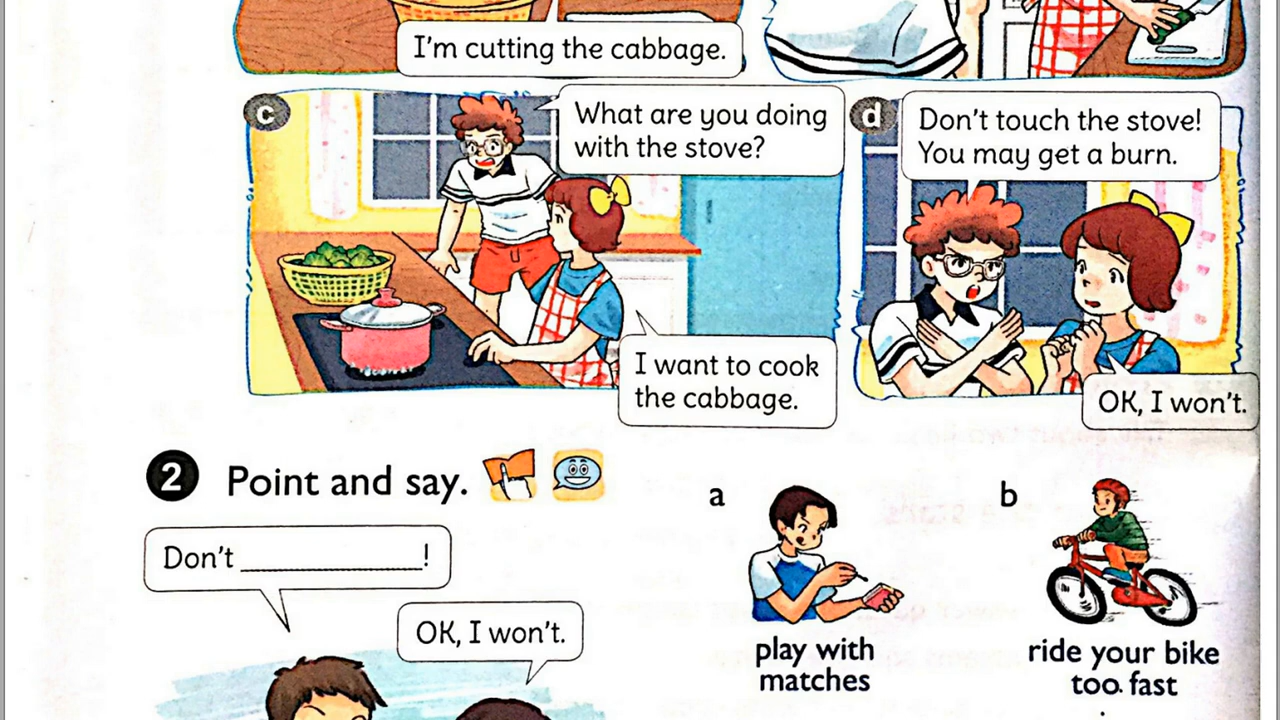 I'm cutting the cabbage.
c
What are you doing
with the stove?
I want to cook
the cabbage.
d
Don't touch the stove!
You may get a burn.
OK, I won't.
2 Point and say.
Don't ______________!
OK, I won't.
a
play with
matches
b
ride your bike
too fast